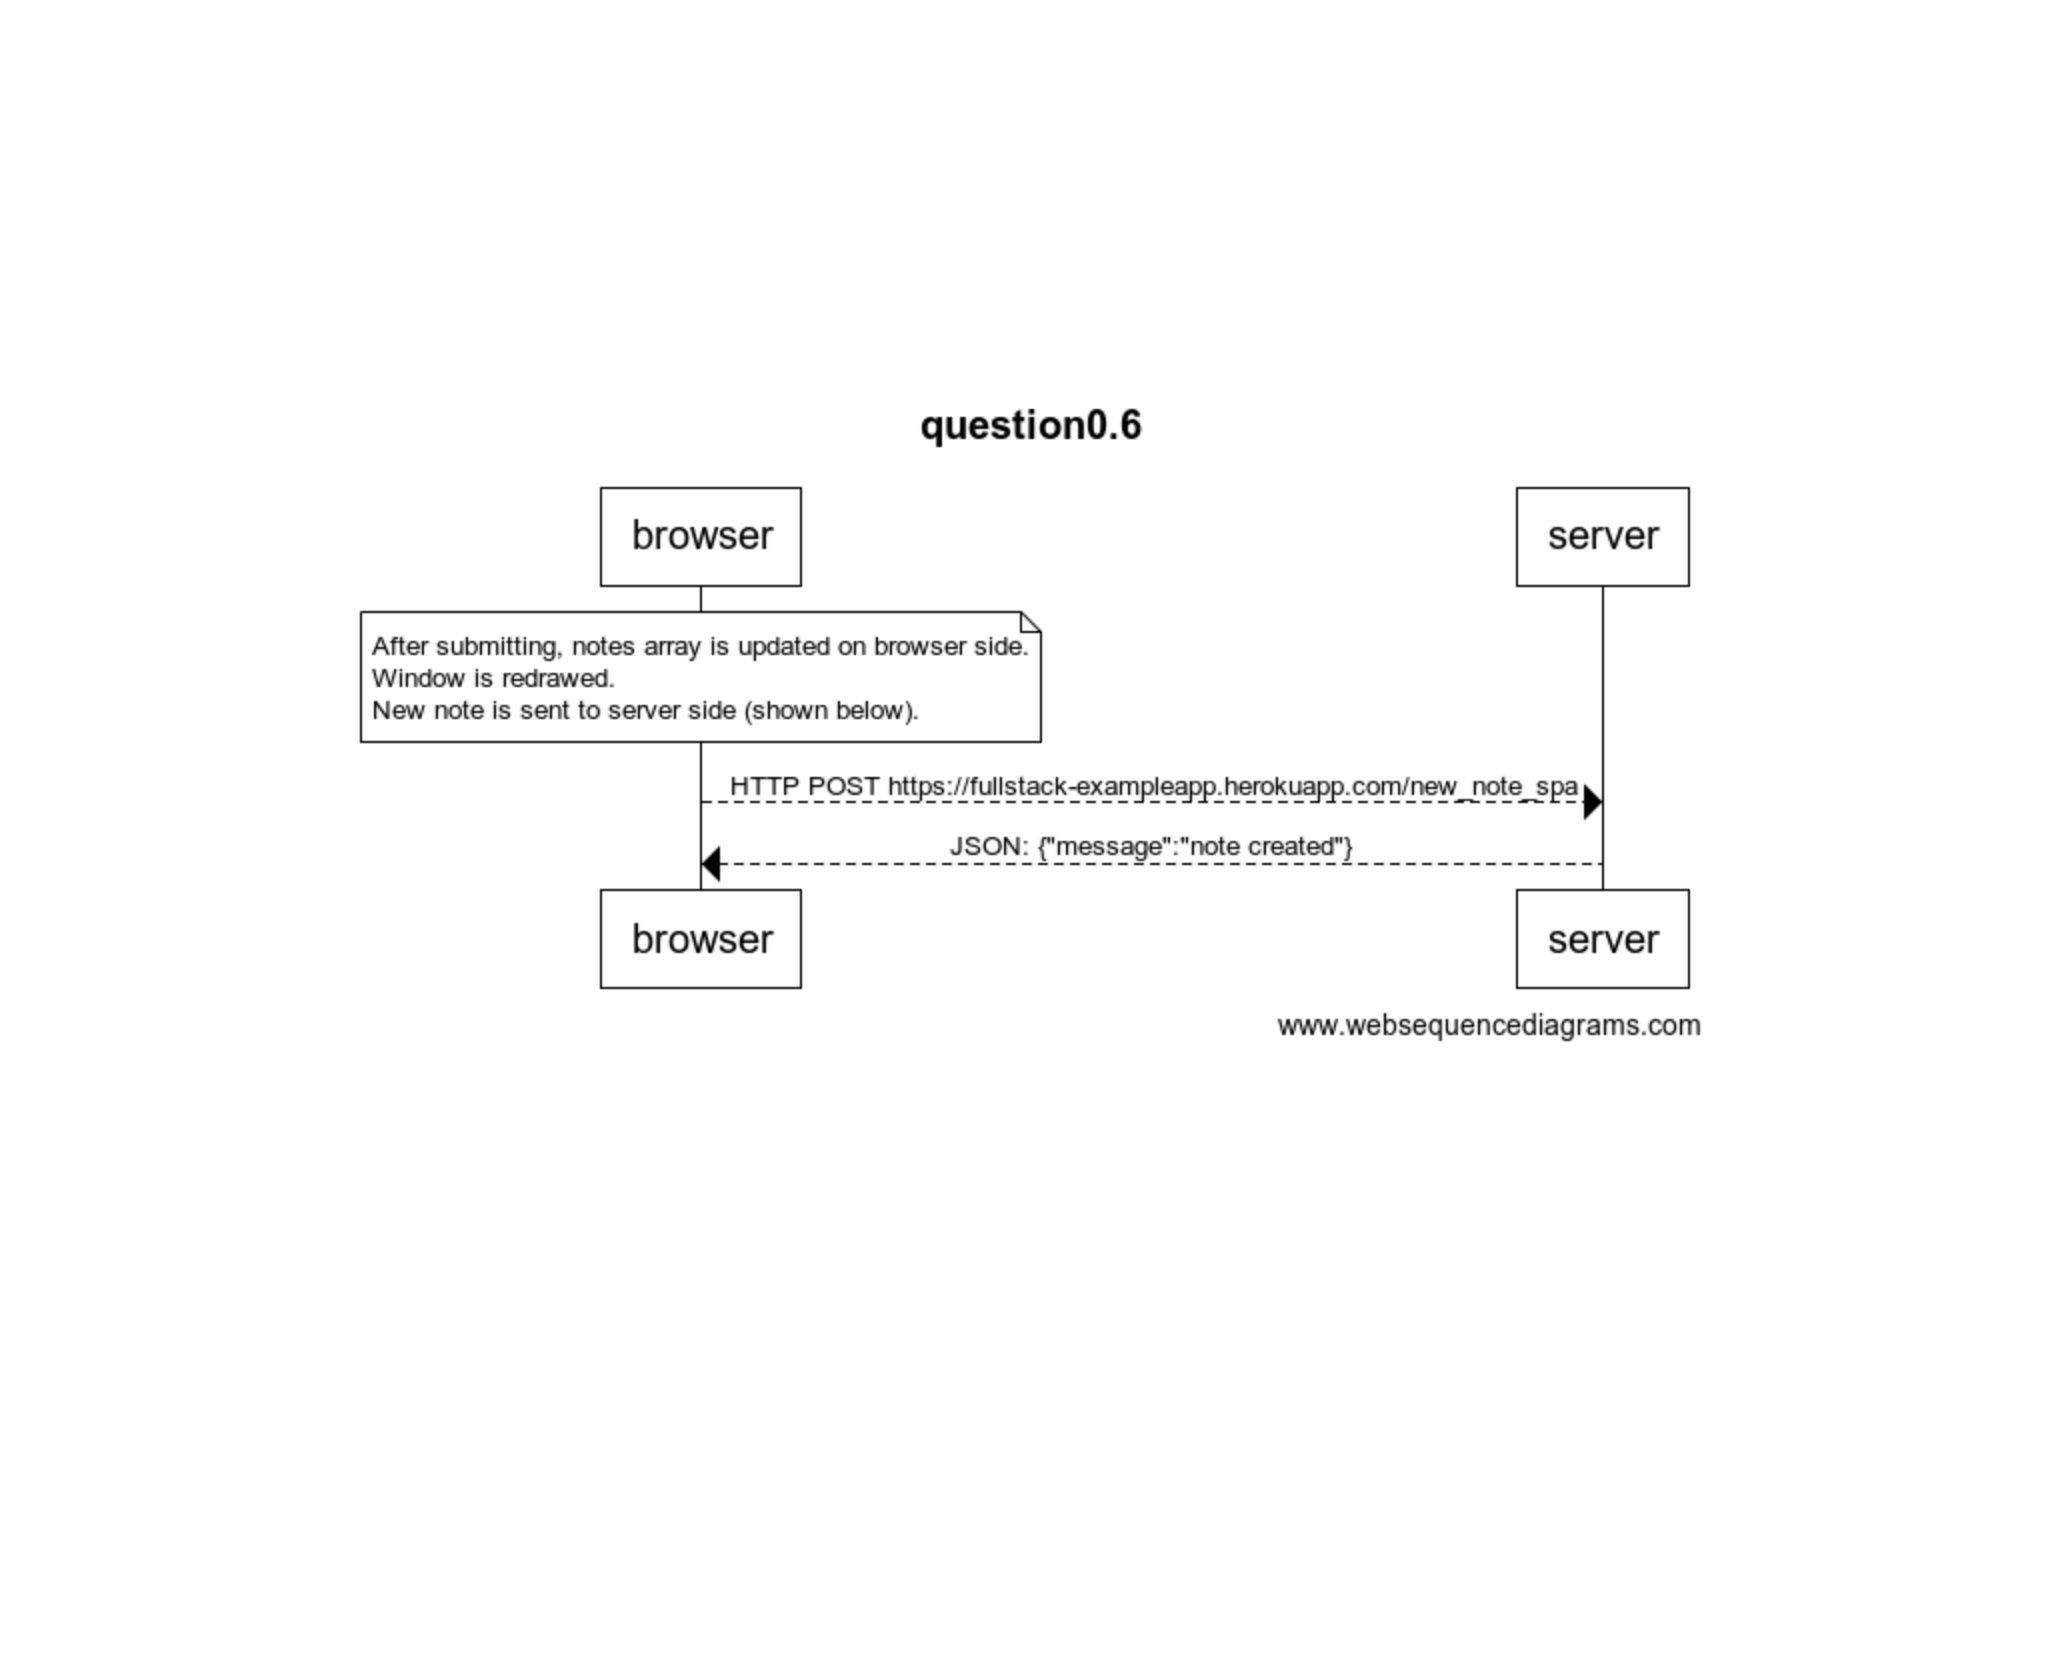 question0.6
browser
server
After submitting, notes array is updated on browser side.
Window is redrawed.
New note is sent to server side (shown below).
HTTP POST https://fullstack-exampleapp.herokuapp.com/new_note_spa
JSON: {"message":"note created"}
browser
server
www.websequencediagrams.com